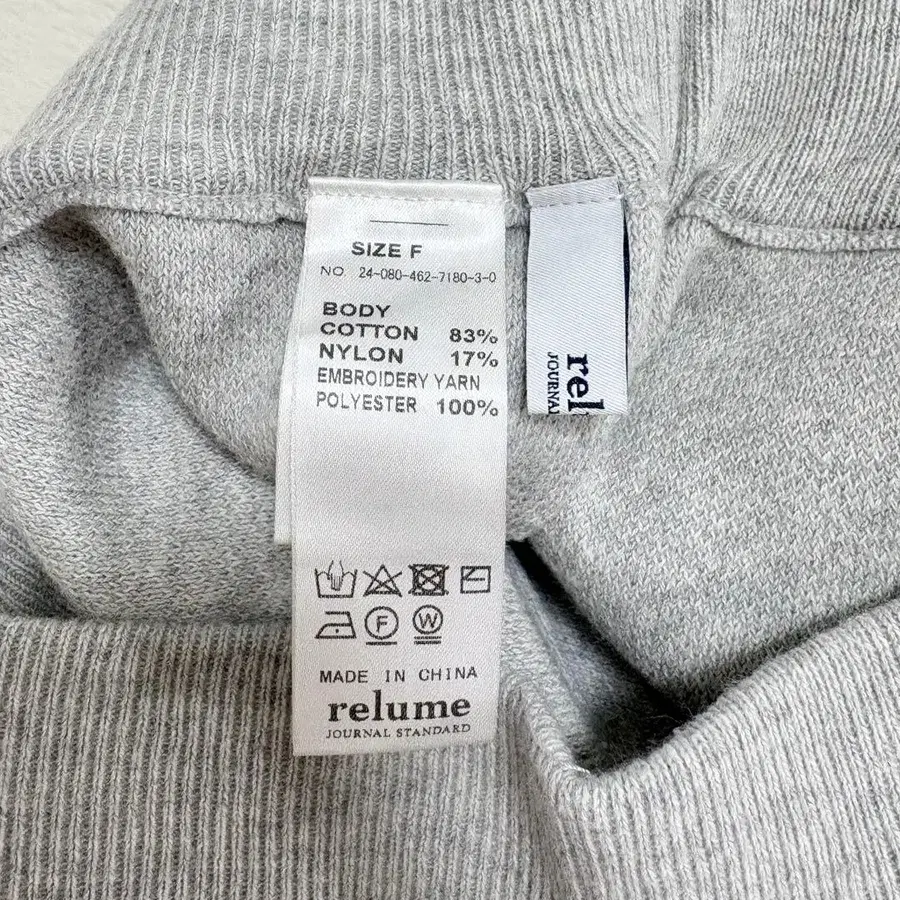 SIZE F
NO. 24-080-462-7180-3-0
BODY
COTTON 83%
NYLON 17%
EMBROIDERY YARN
POLYESTER 100%
F
W
MADE IN CHINA
relume
JOURNAL STANDARD
rel
JOURNAL